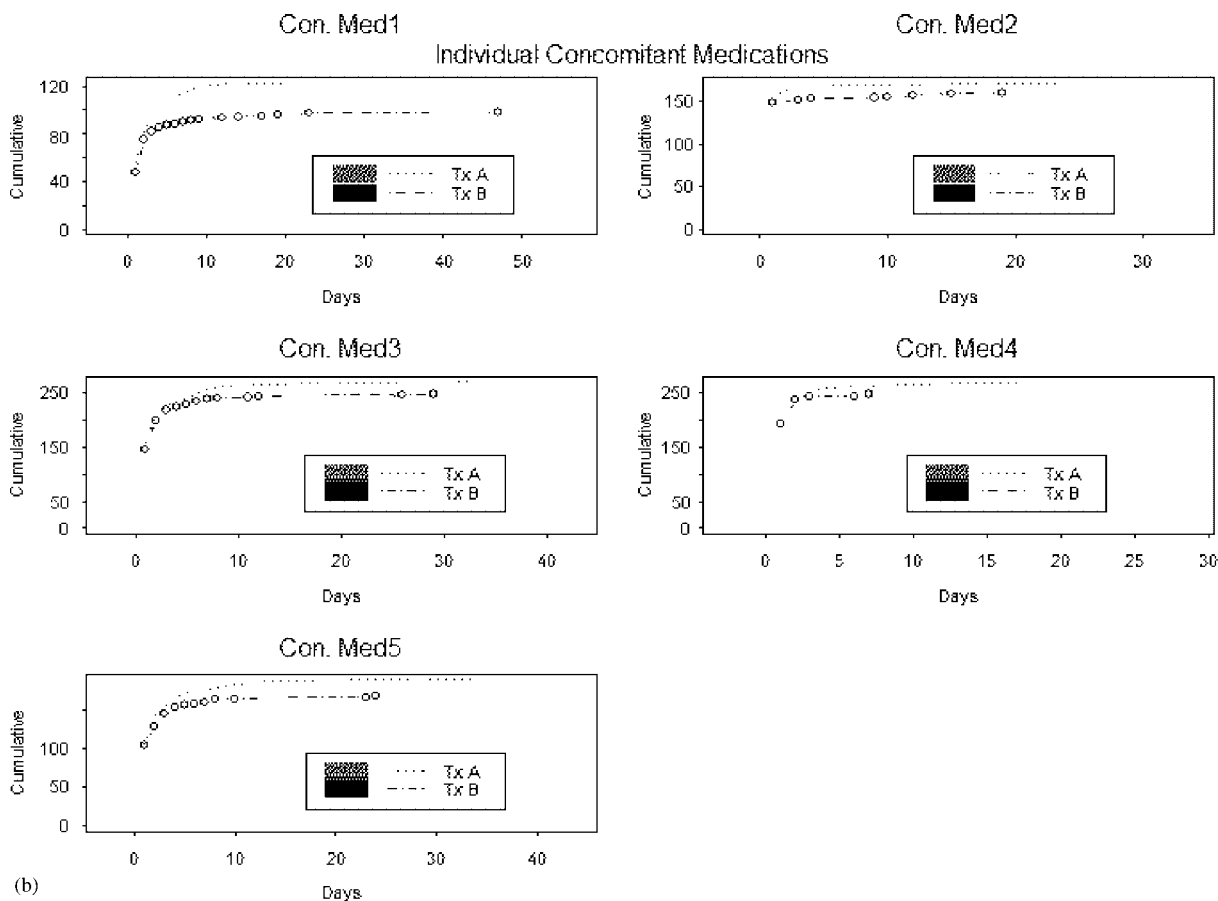 Con. Med1
Con. Med2
Individual Concomitant Medications
120
80
40
0
Cumulative
Tx A
Tx B
0 10 20 30 40 50
Days
150
100
50
0
Cumulative
Tx A
Tx B
0 10 20 30
Days
Con. Med3
Con. Med4
250
150
50
0
Cumulative
Tx A
Tx B
0 10 20 30 40
Days
250
150
50
0
Cumulative
Tx A
Tx B
0 5 10 15 20 25 30
Days
Con. Med5
100
50
0
Cumulative
Tx A
Tx B
0 10 20 30 40
Days
(b)